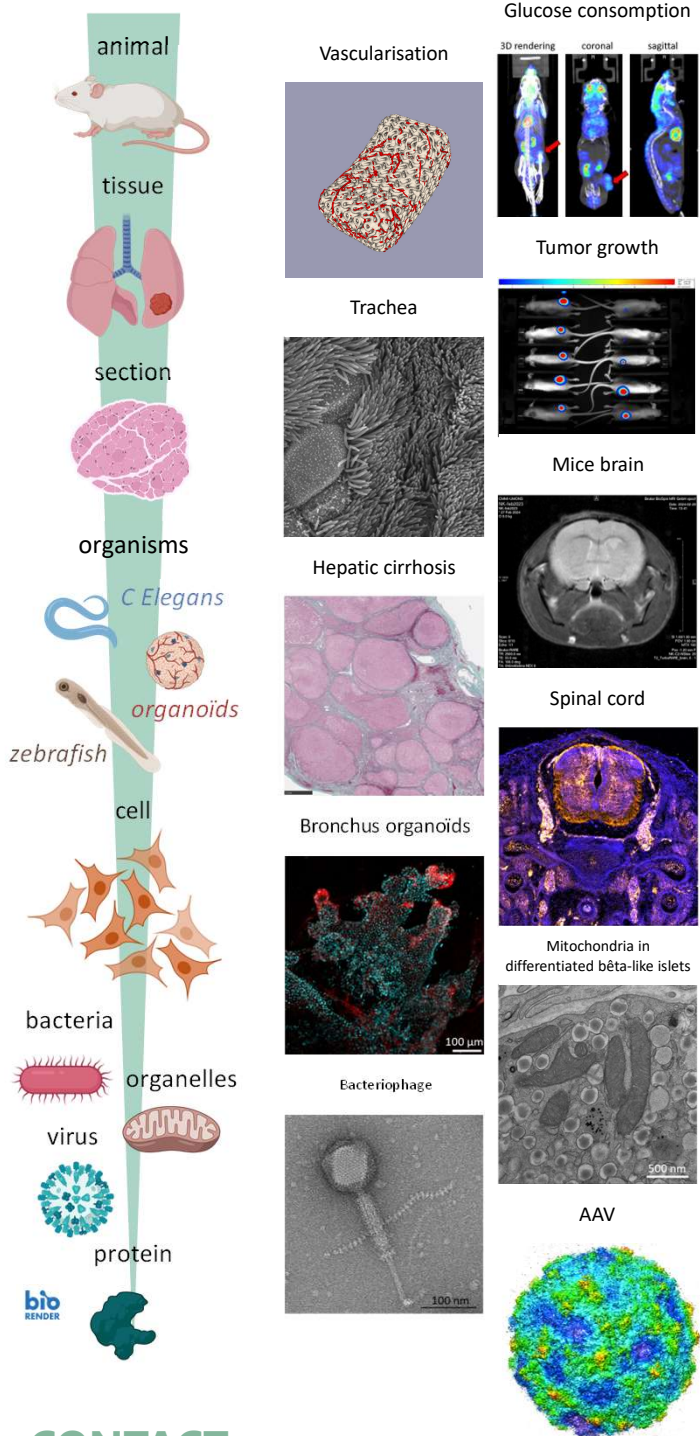 animal
tissue
section
organisms
C Elegans
organoïds
zebrafish
cell
bacteria
organelles
virus
protein
bio
RENDER
Vascularisation
Trachea
Hepatic cirrhosis
Bronchus organoïds
100 µm
Bacteriophage
100 nm
Glucose consomption
3D rendering
coronal
sagittal
Tumor growth
Mice brain
Spinal cord
Mitochondria in
differentiated bêta-like islets
500 nm
AAV
CONTACT